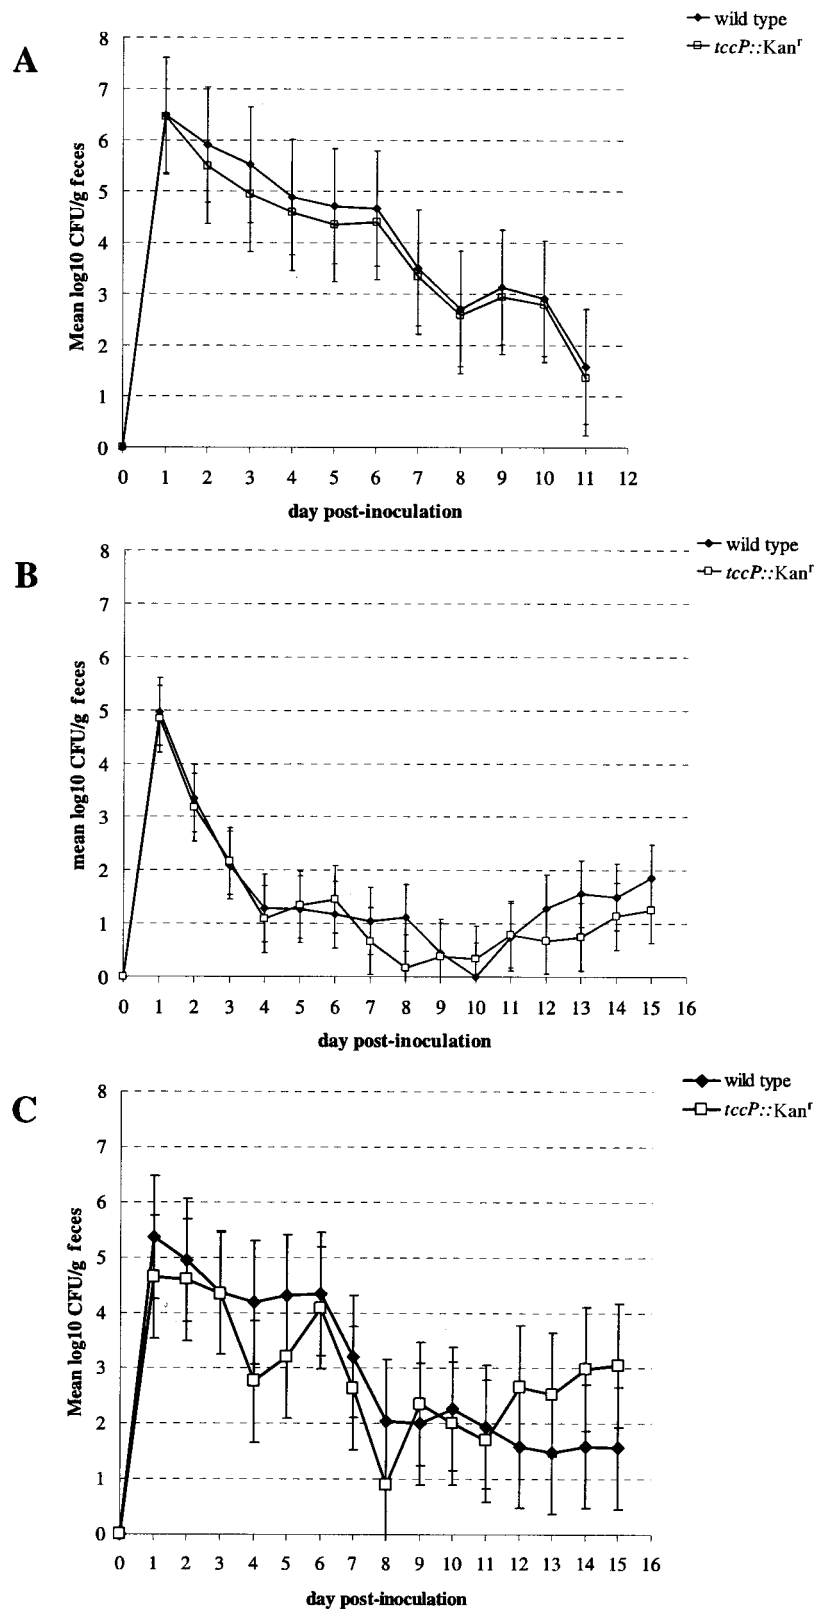 A
wild type
tccP::Kanʳ
Mean log10 CFU/g feces
8
7
6
5
4
3
2
1
0
0 1 2 3 4 5 6 7 8 9 10 11 12
day post-inoculation
B
wild type
tccP::Kanʳ
mean log10 CFU/g feces
8
7
6
5
4
3
2
1
0
0 1 2 3 4 5 6 7 8 9 10 11 12 13 14 15 16
day post-inoculation
C
wild type
tccP::Kanʳ
Mean log10 CFU/g feces
8
7
6
5
4
3
2
1
0
0 1 2 3 4 5 6 7 8 9 10 11 12 13 14 15 16
day post-inoculation